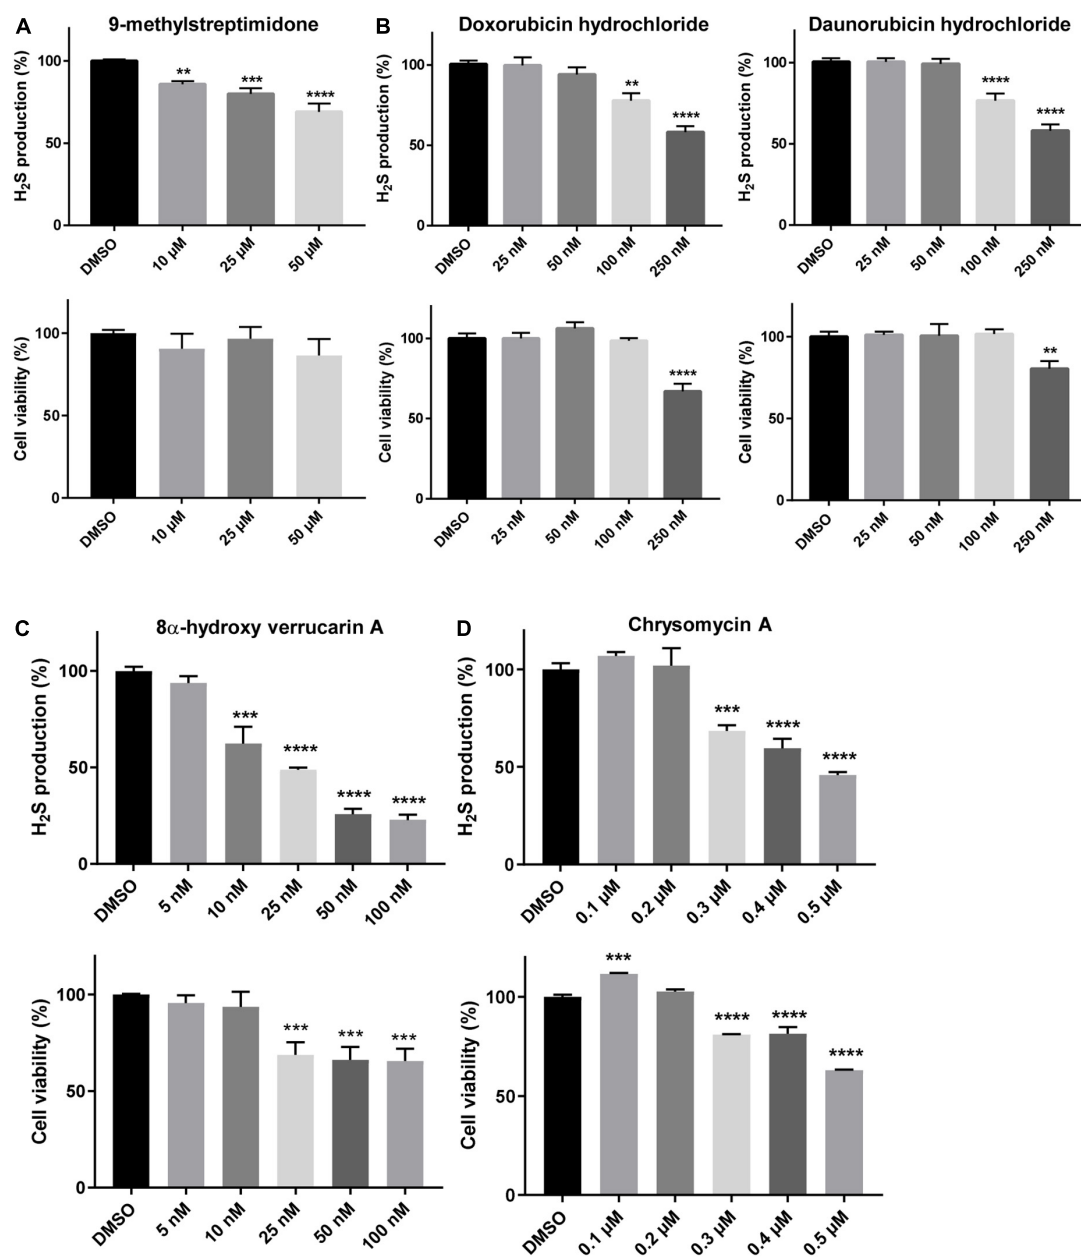 A
9-methylstreptimidone
H2S production (%)
100
50
0
** *** ****
DMSO 10 µM 25 µM 50 µM
Cell viability (%)
100
50
0
DMSO 10 µM 25 µM 50 µM
B
Doxorubicin hydrochloride
H2S production (%)
100
50
0
** ****
DMSO 25 nM 50 nM 100 nM 250 nM
Cell viability (%)
100
50
0
****
DMSO 25 nM 50 nM 100 nM 250 nM
Daunorubicin hydrochloride
H2S production (%)
100
50
0
**** ****
DMSO 25 nM 50 nM 100 nM 250 nM
Cell viability (%)
100
50
0
**
DMSO 25 nM 50 nM 100 nM 250 nM
C
8α-hydroxy verrucarin A
H2S production (%)
100
50
0
*** **** **** ****
DMSO 5 nM 10 nM 25 nM 50 nM 100 nM
Cell viability (%)
100
50
0
*** *** ***
DMSO 5 nM 10 nM 25 nM 50 nM 100 nM
D
Chrysomycin A
H2S production (%)
100
50
0
*** **** ****
DMSO 0.1 µM 0.2 µM 0.3 µM 0.4 µM 0.5 µM
Cell viability (%)
100
50
0
*** **** **** ****
DMSO 0.1 µM 0.2 µM 0.3 µM 0.4 µM 0.5 µM